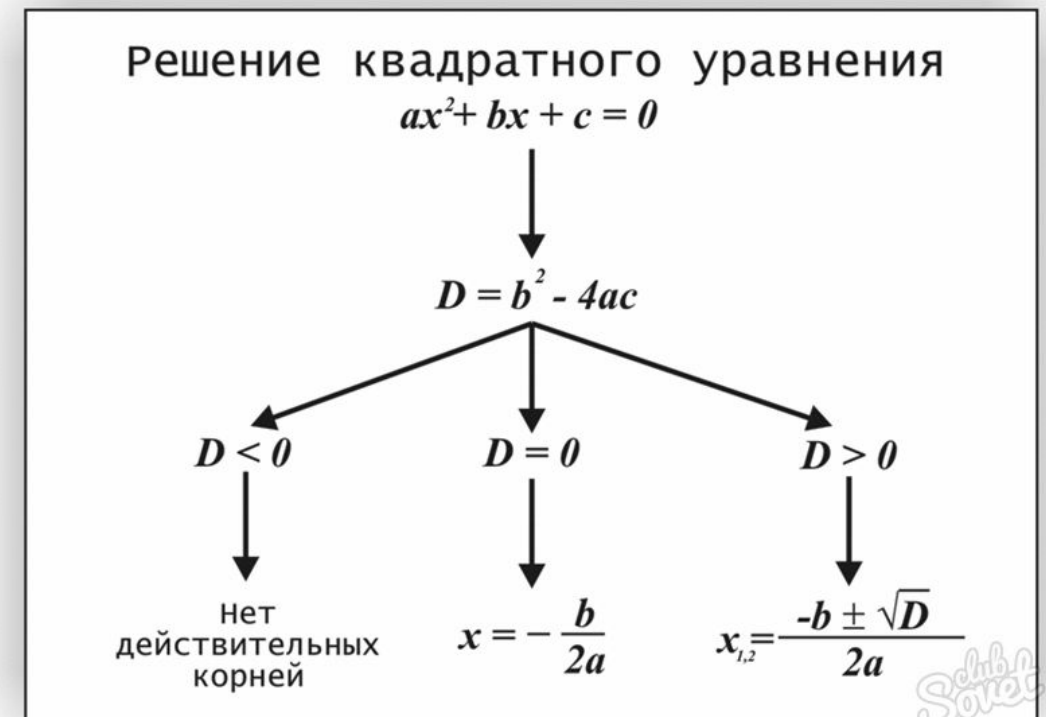 Решение квадратного уравнения
ax²+ bx + c = 0
D = b² - 4ac
D < 0
D = 0
D > 0
Нет
действительных
корней
x = - b/2a
x₁,₂= -b ± √D/2a
club
Sovet